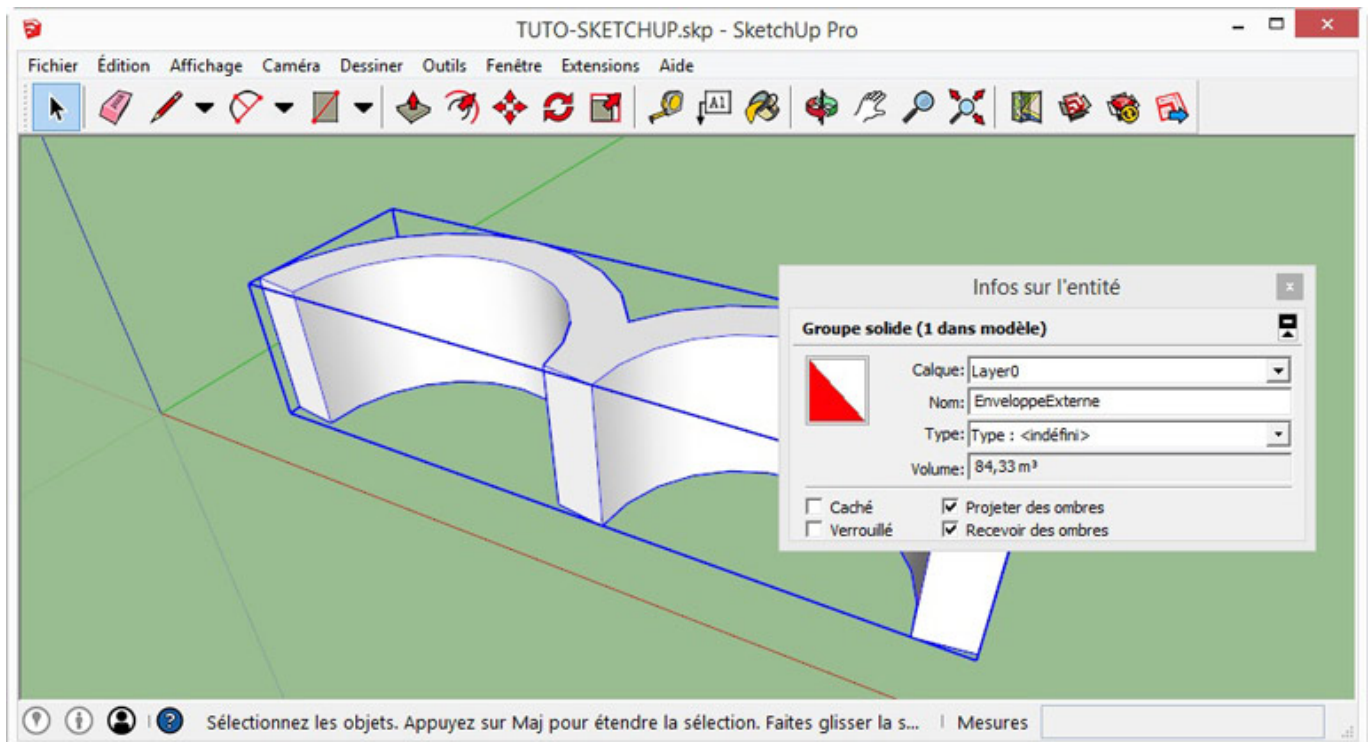 TUTO-SKETCHUP.skp - SketchUp Pro
Fichier Édition Affichage Caméra Dessiner Outils Fenêtre Extensions Aide
A1
Infos sur l'entité
Groupe solide (1 dans modèle)
Calque: Layer0
Nom: EnveloppeExterne
Type: Type : <indéfini>
Volume: 84,33 m³
Caché Projeter des ombres
Verrouillé Recevoir des ombres
Sélectionnez les objets. Appuyez sur Maj pour étendre la sélection. Faites glisser la s... Mesures